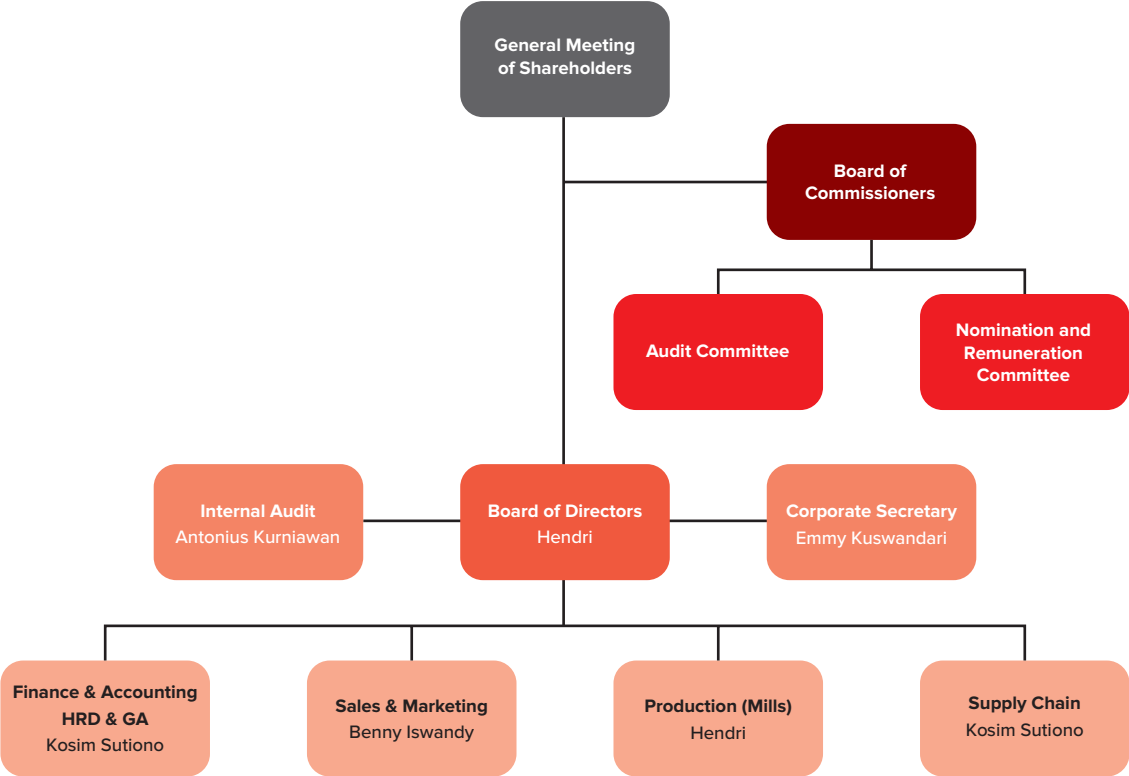 General Meeting
of Shareholders
Board of
Commissioners
Audit Committee
Nomination and
Remuneration
Committee
Internal Audit
Antonius Kurniawan
Board of Directors
Hendri
Corporate Secretary
Emmy Kuswandari
Finance & Accounting
HRD & GA
Kosim Sutiono
Sales & Marketing
Benny Iswandy
Production (Mills)
Hendri
Supply Chain
Kosim Sutiono